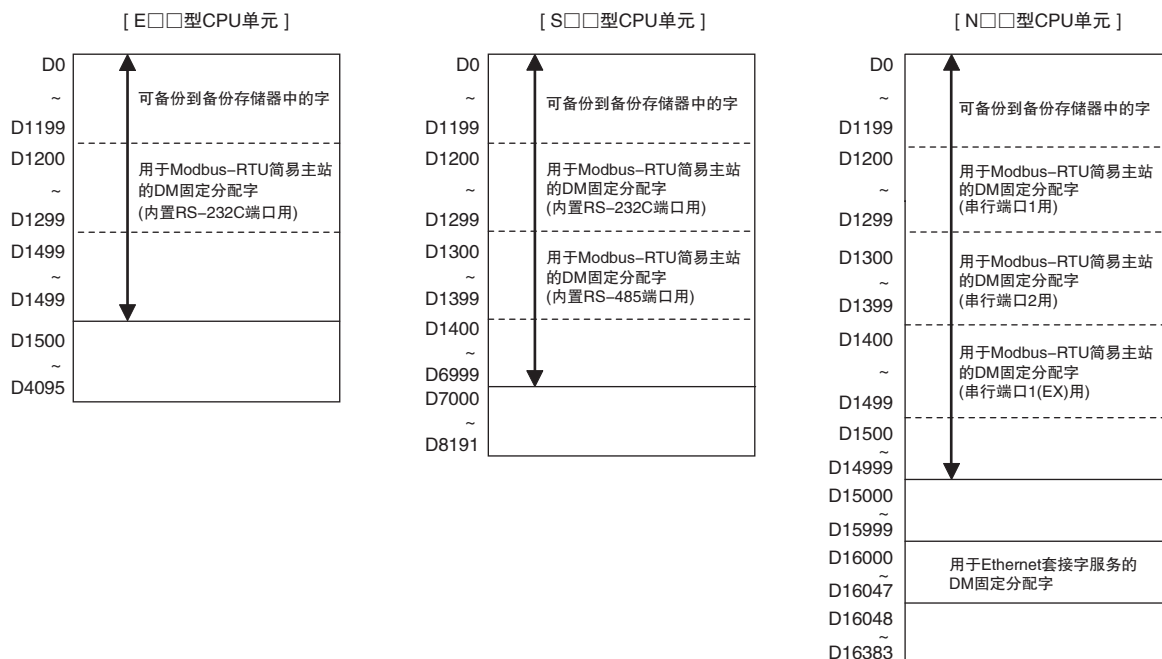 [ E□□型CPU单元 ]
D0
~
D1199
可备份到备份存储器中的字
D1200
~
D1299
用于Modbus–RTU简易主站
的DM固定分配字
(内置RS–232C端口用)
D1499
~
D1499
D1500
~
D4095
[ S□□型CPU单元 ]
D0
~
D1199
可备份到备份存储器中的字
D1200
~
D1299
用于Modbus–RTU简易主站
的DM固定分配字
(内置RS–232C端口用)
D1300
~
D1399
用于Modbus–RTU简易主站
的DM固定分配字
(内置RS–485端口用)
D1400
~
D6999
D7000
~
D8191
[ N□□型CPU单元 ]
D0
~
D1199
可备份到备份存储器中的字
D1200
~
D1299
用于Modbus–RTU简易主站
的DM固定分配字
(串行端口1用)
D1300
~
D1399
用于Modbus–RTU简易主站
的DM固定分配字
(串行端口2用)
D1400
~
D1499
用于Modbus–RTU简易主站
的DM固定分配字
(串行端口1(EX)用)
D1500
~
D14999
D15000
~
D15999
D16000
~
D16047
用于Ethernet套接字服务的
DM固定分配字
D16048
~
D16383